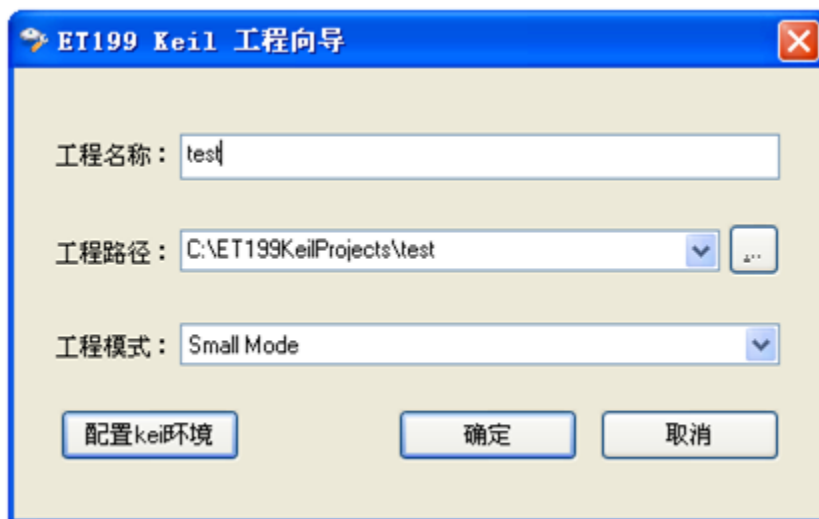 ET199 Keil 工程向导
工程名称： test
工程路径： C:\ET199KeilProjects\test ...
工程模式： Small Mode
配置keil环境 确定 取消